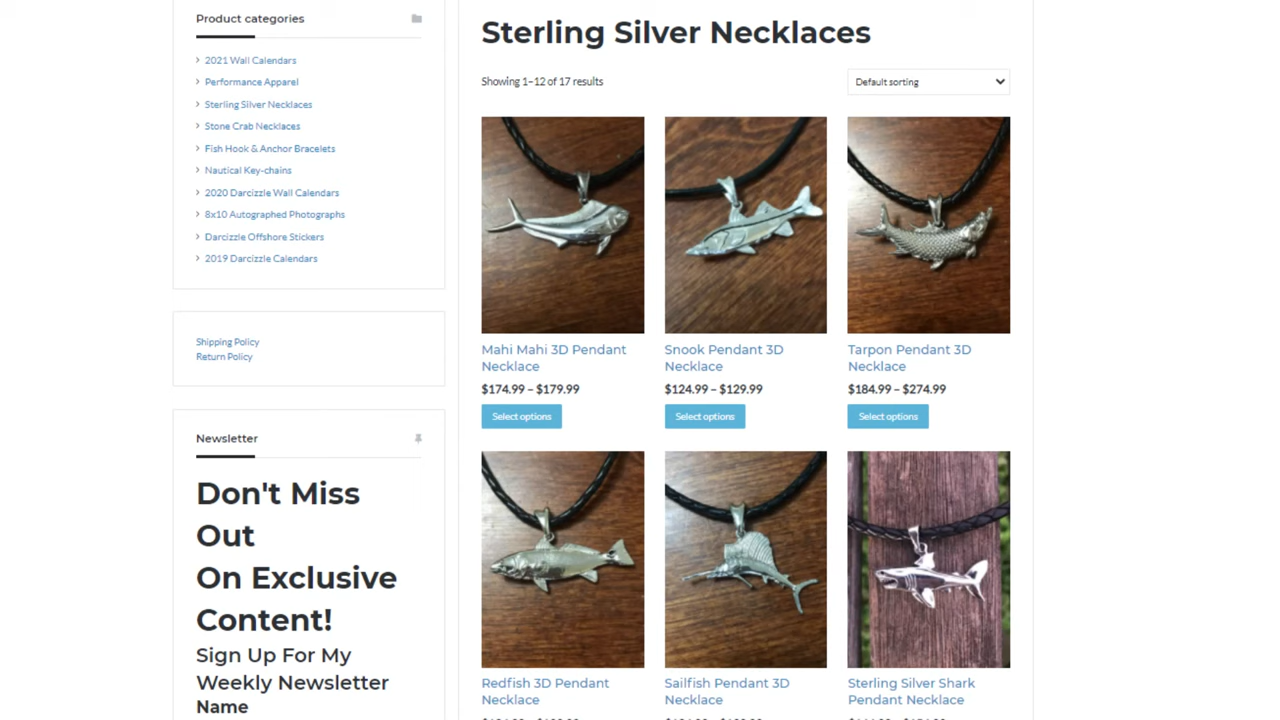 Product categories
2021 Wall Calendars
Performance Apparel
Sterling Silver Necklaces
Stone Crab Necklaces
Fish Hook & Anchor Bracelets
Nautical Key-chains
2020 Darcizzle Wall Calendars
8x10 Autographed Photographs
Darcizzle Offshore Stickers
2019 Darcizzle Calendars
Shipping Policy
Return Policy
Newsletter
Don't Miss
Out
On Exclusive
Content!
Sign Up For My
Weekly Newsletter
Name
Sterling Silver Necklaces
Showing 1–12 of 17 results
Default sorting
Mahi Mahi 3D Pendant
Necklace
$174.99 – $179.99
Select options
Snook Pendant 3D
Necklace
$124.99 – $129.99
Select options
Tarpon Pendant 3D
Necklace
$184.99 – $274.99
Select options
Redfish 3D Pendant
Necklace
Sailfish Pendant 3D
Necklace
Sterling Silver Shark
Pendant Necklace